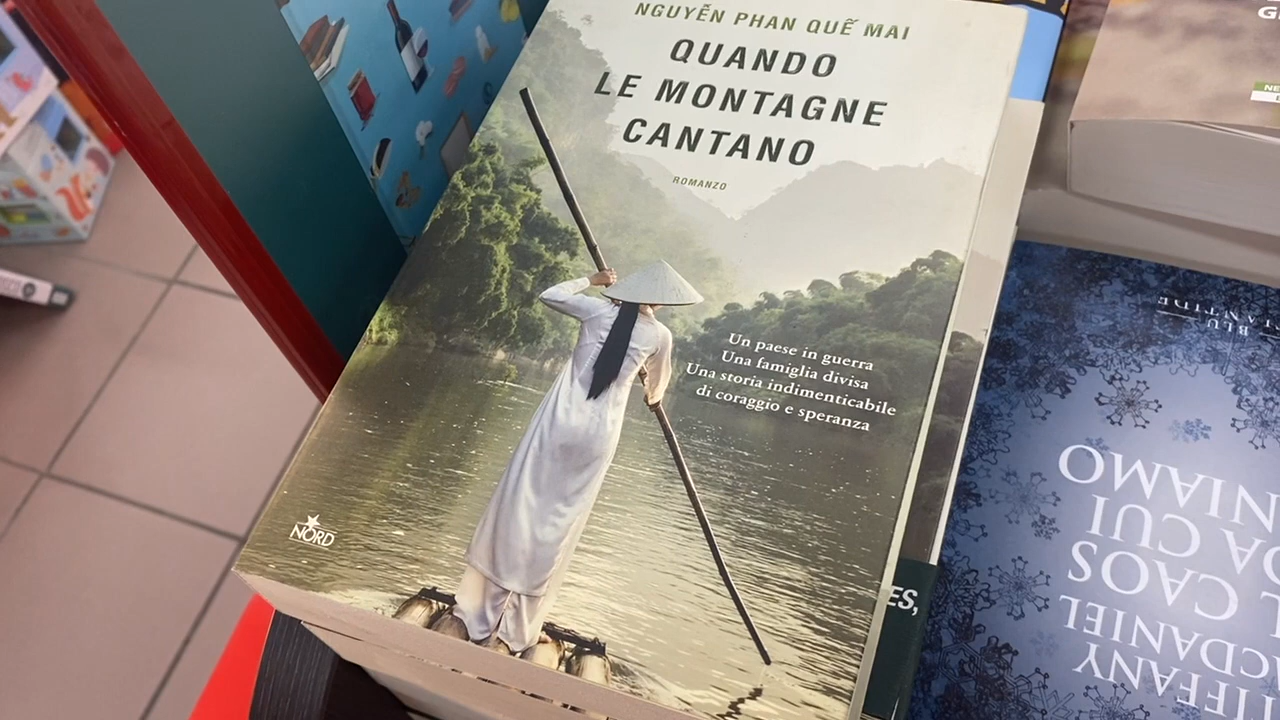 NGUYỄN PHAN QUẾ MAI
QUANDO
LE MONTAGNE
CANTANO
ROMANZO
Un paese in guerra
Una famiglia divisa
Una storia indimenticabile
di coraggio e speranza
NORD
ES,
BLU
TIFFANY
MCDANIEL
L CAOS
DA CUI
NIAMO